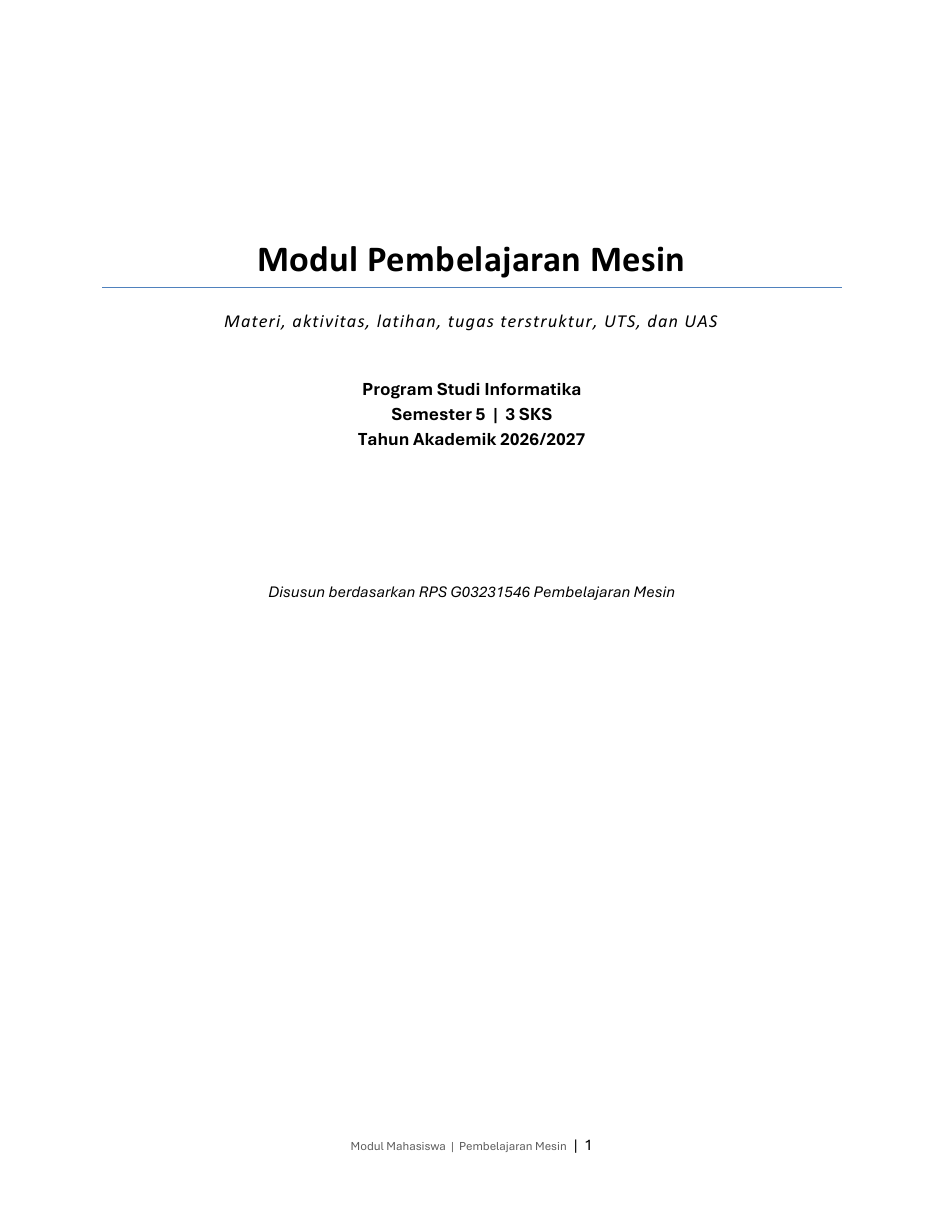 Modul Pembelajaran Mesin
Materi, aktivitas, latihan, tugas terstruktur, UTS, dan UAS
Program Studi Informatika
Semester 5 | 3 SKS
Tahun Akademik 2026/2027
Disusun berdasarkan RPS G03231546 Pembelajaran Mesin
Modul Mahasiswa | Pembelajaran Mesin | 1